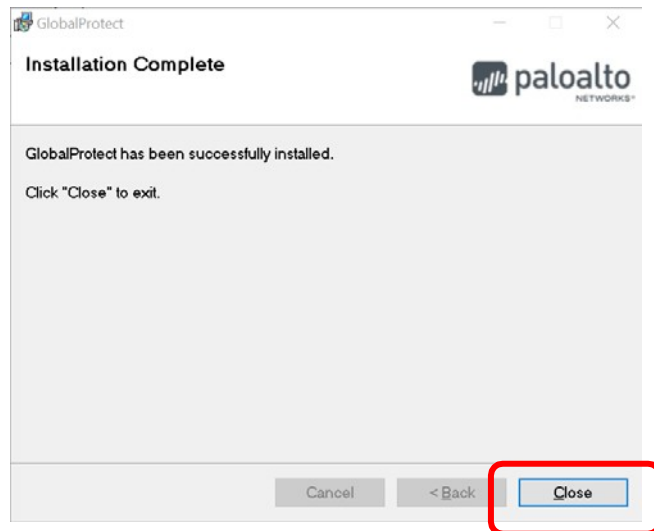 GlobalProtect
Installation Complete
paloalto
NETWORKS
GlobalProtect has been successfully installed.
Click "Close" to exit.
Cancel
< Back
Close